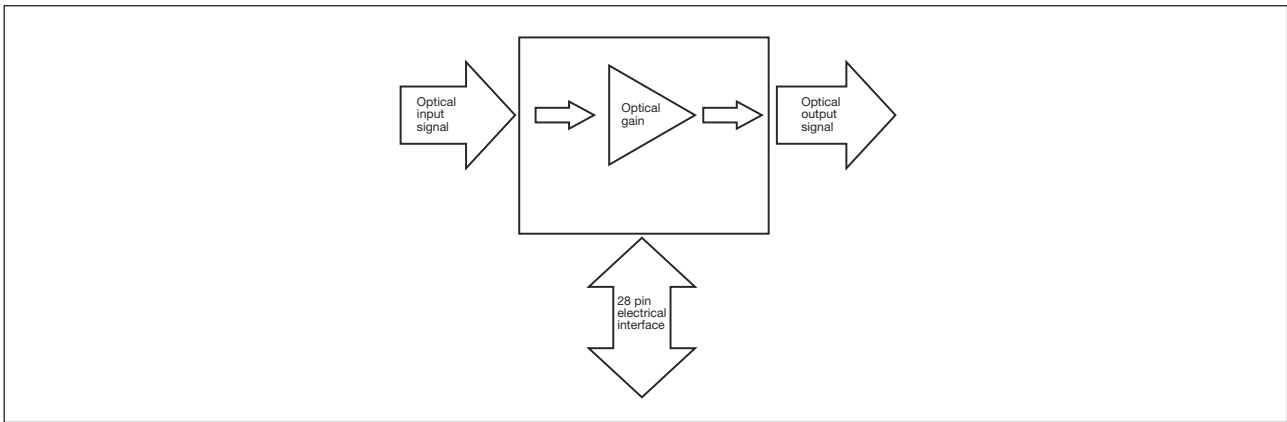 Optical
input
signal
Optical
gain
Optical
output
signal
28 pin
electrical
interface